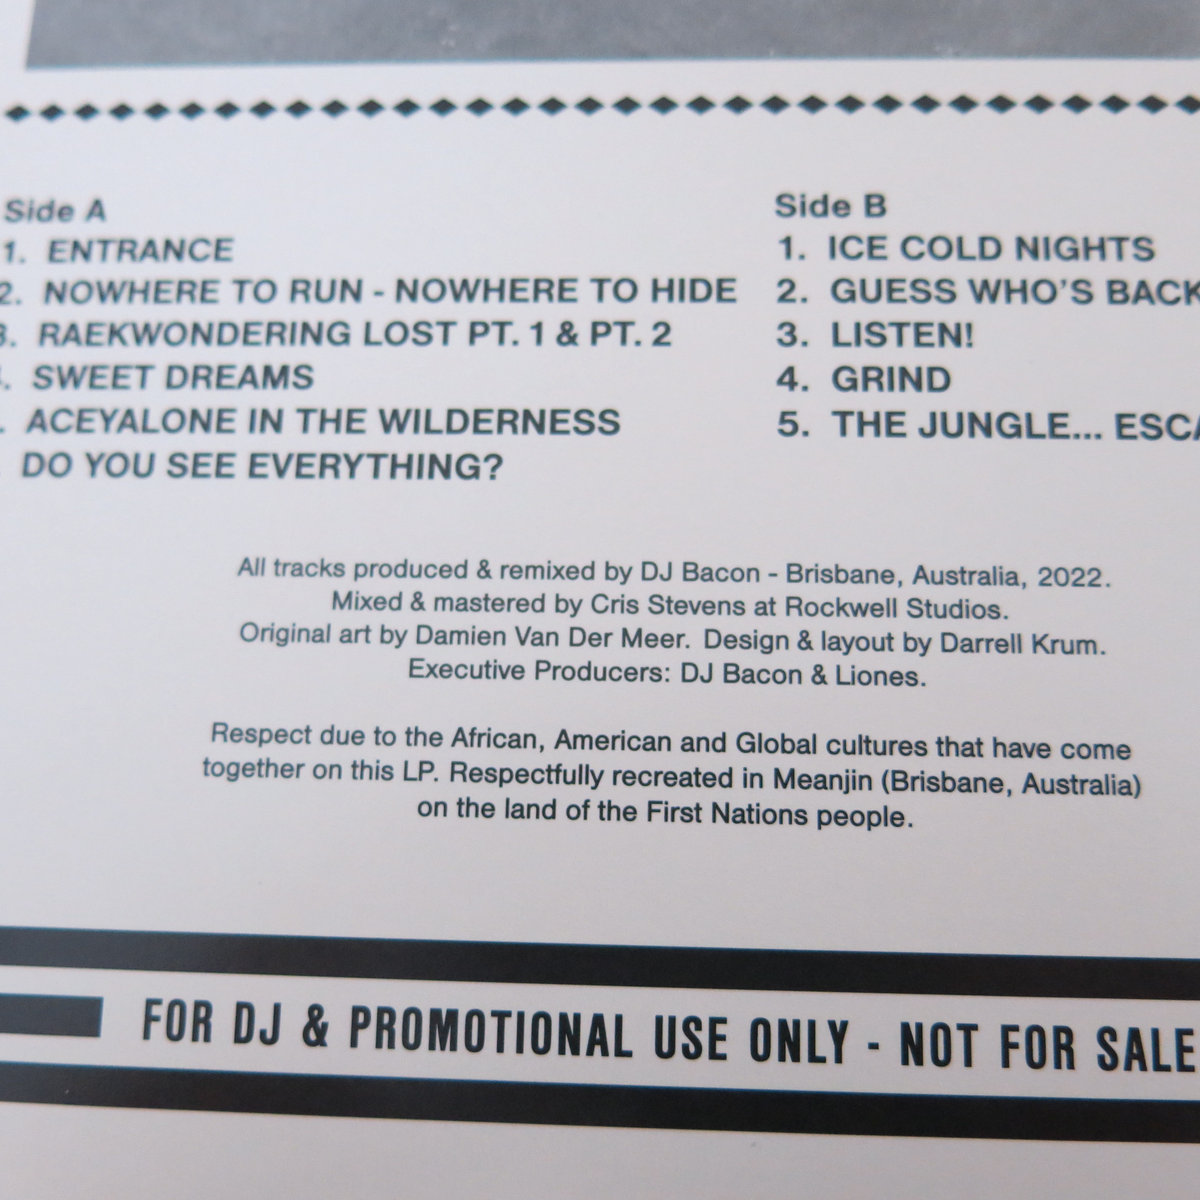 Side A
1. ENTRANCE
2. NOWHERE TO RUN - NOWHERE TO HIDE
3. RAEKWONDERING LOST PT. 1 & PT. 2
. SWEET DREAMS
. ACEYALONE IN THE WILDERNESS
DO YOU SEE EVERYTHING?
Side B
1. ICE COLD NIGHTS
2. GUESS WHO'S BACK
3. LISTEN!
4. GRIND
5. THE JUNGLE...
All tracks produced & remixed by DJ Bacon - Brisbane, Australia, 2022.
Mixed & mastered by Cris Stevens at Rockwell Studios.
Original art by Damien Van Der Meer. Design & layout by Darrell Krum.
Executive Producers: DJ Bacon & Liones.
Respect due to the African, American and Global cultures that have come
together on this LP. Respectfully recreated in Meanjin (Brisbane, Australia)
on the land of the First Nations people.
FOR DJ & PROMOTIONAL USE ONLY - NOT FOR SALE